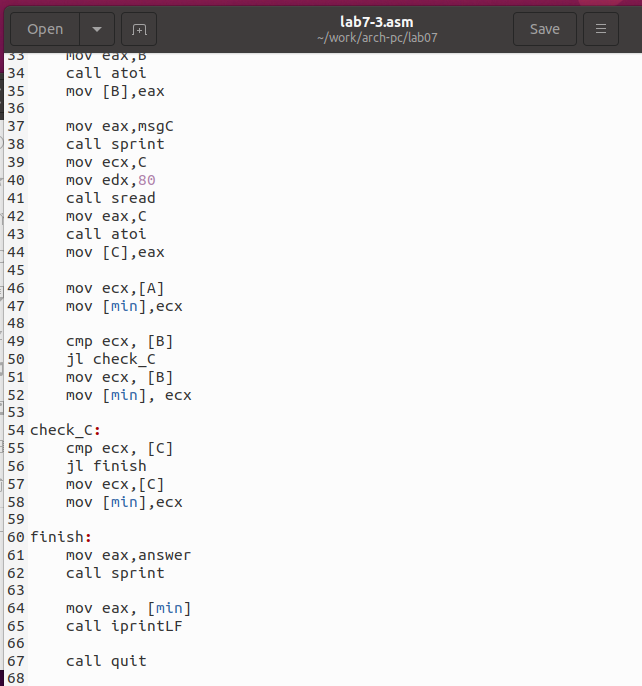 Open
lab7-3.asm
~/work/arch-pc/lab07
Save
33     mov eax,B
34     call atoi
35     mov [B],eax
36
37     mov eax,msgC
38     call sprint
39     mov ecx,C
40     mov edx,80
41     call sread
42     mov eax,C
43     call atoi
44     mov [C],eax
45
46     mov ecx,[A]
47     mov [min],ecx
48
49     cmp ecx, [B]
50     jl check_C
51     mov ecx, [B]
52     mov [min], ecx
53
54 check_C:
55     cmp ecx, [C]
56     jl finish
57     mov ecx,[C]
58     mov [min],ecx
59
60 finish:
61     mov eax,answer
62     call sprint
63
64     mov eax, [min]
65     call iprintLF
66
67     call quit
68